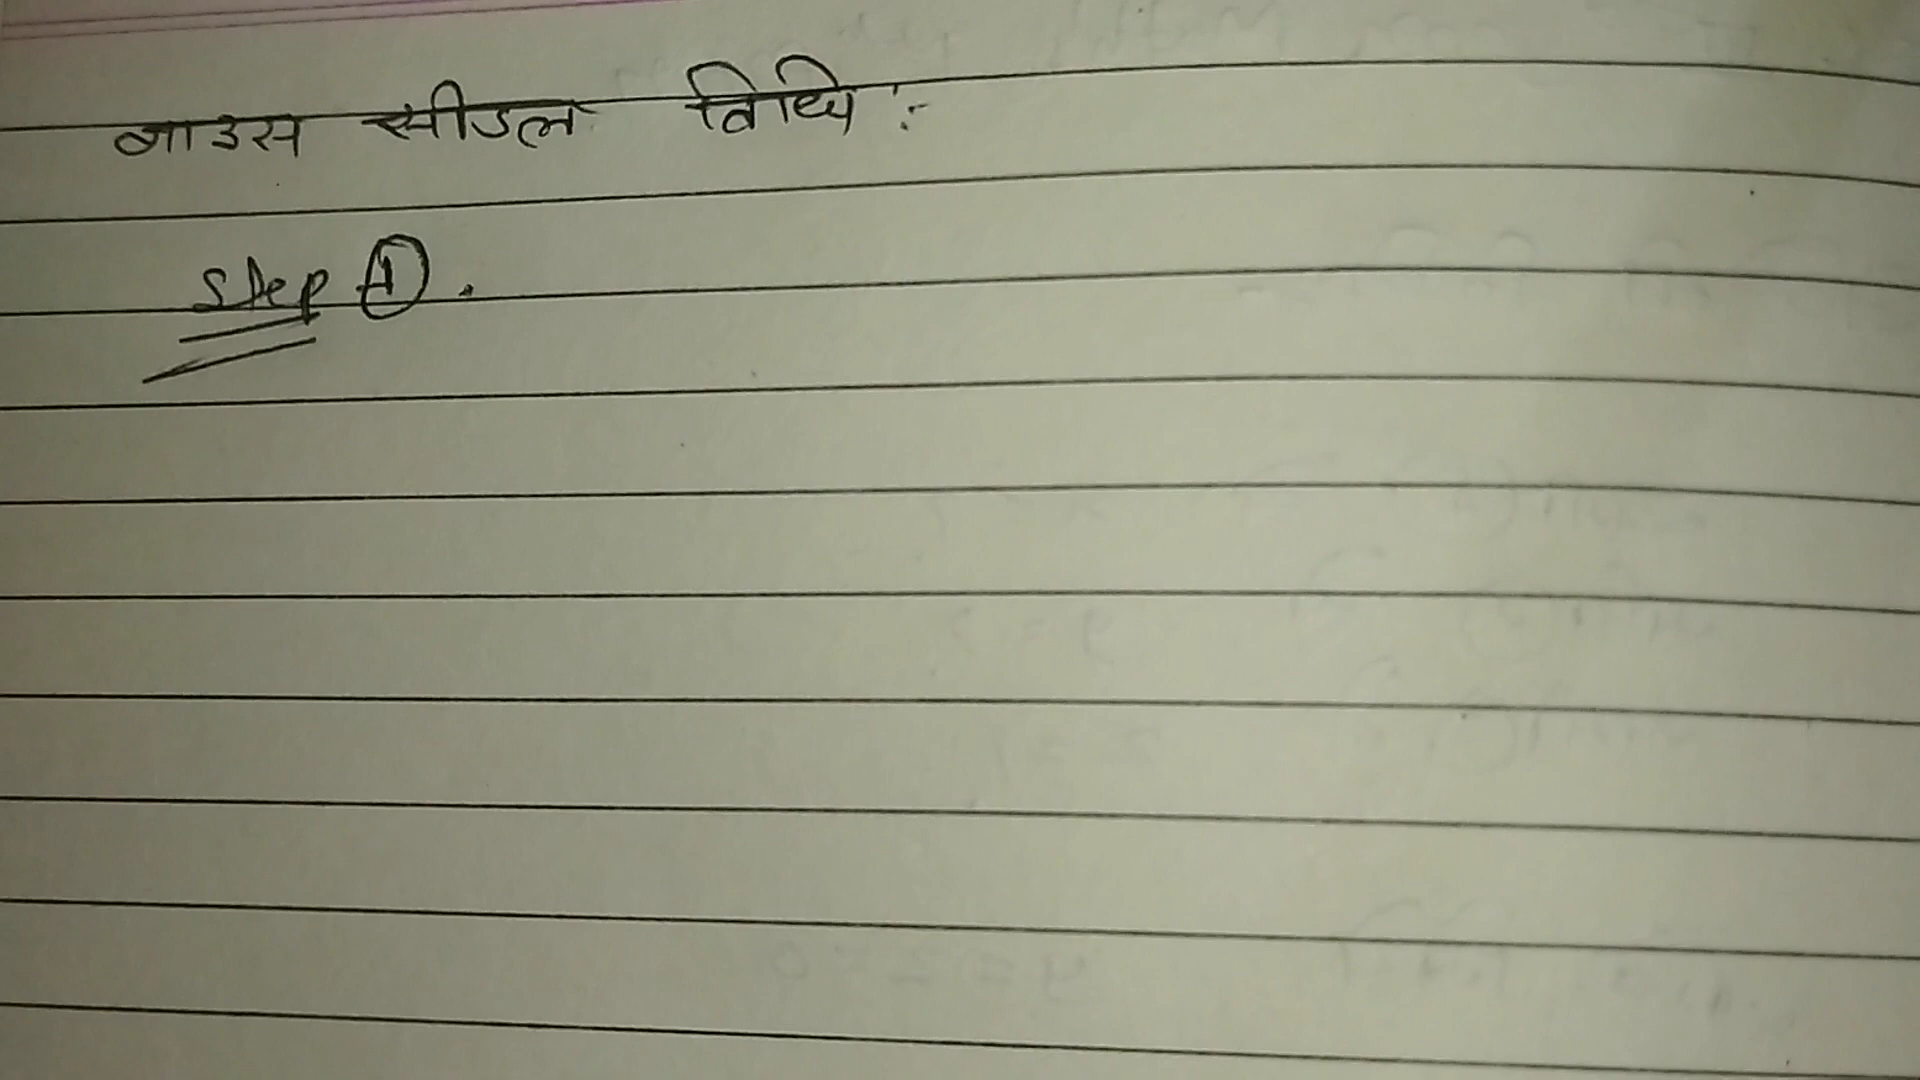 गाउस सीडल विधि :-
Step ①.